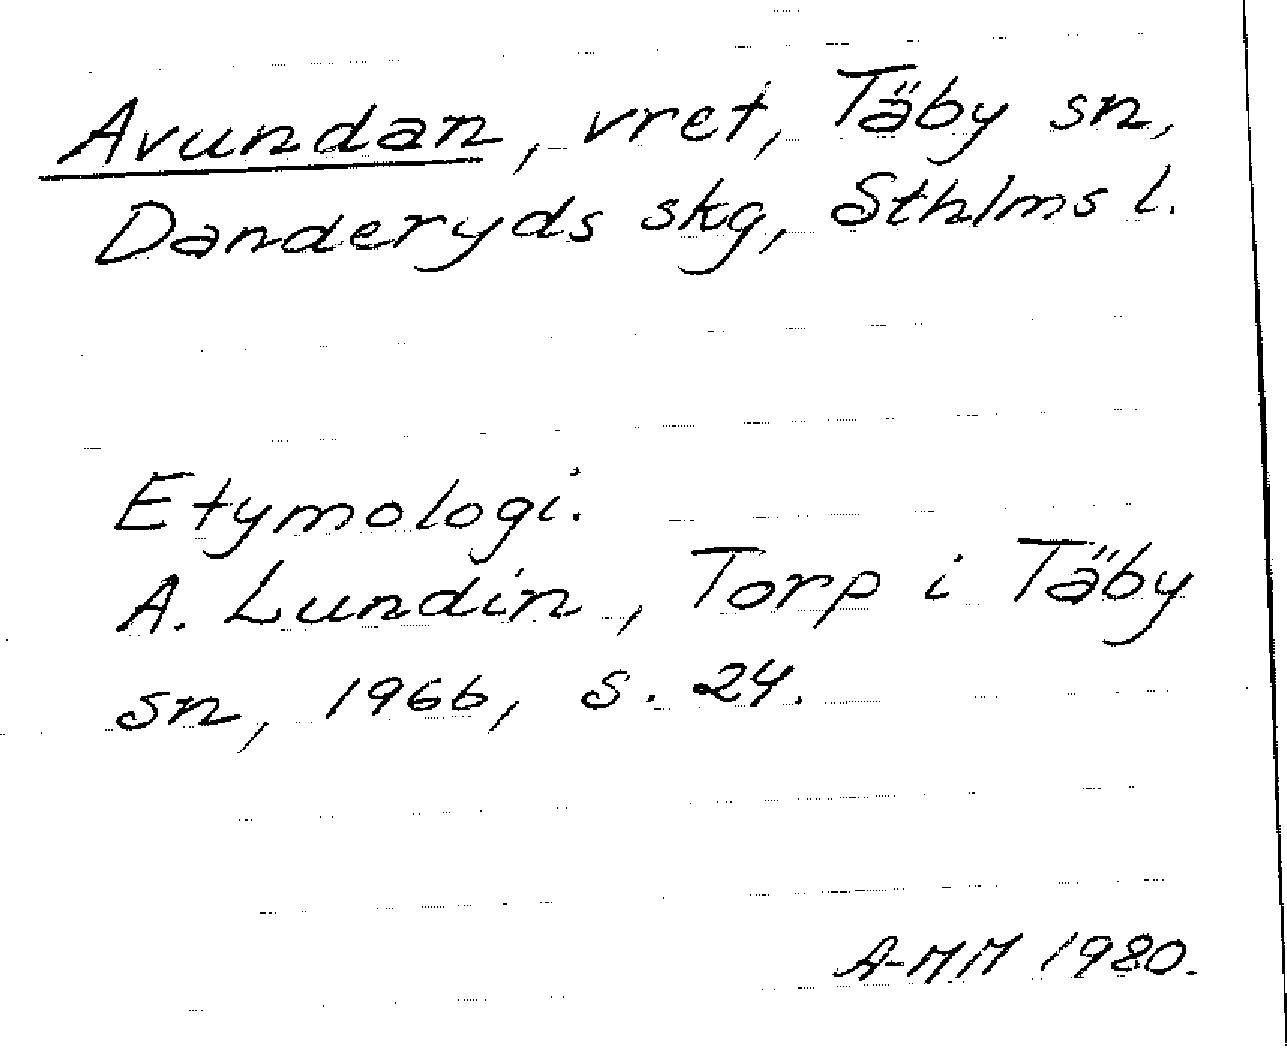 Avundan, vret, Täby sn,
Danderyds skg, Sthlms l.
Etymologi.
A. Lundin, Torp i Täby
sn, 1966, s. 24.
A-MM 1980.